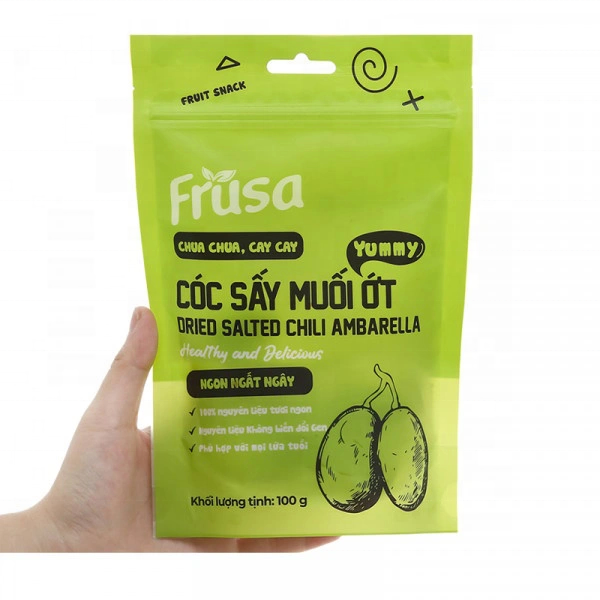 FRUIT SNACK
Frusa
CHUA CHUA, CAY CAY
Yummy
CÓC SẤY MUỐI ỚT
DRIED SALTED CHILI AMBARELLA
Healthy and Delicious
NGON NGẤT NGÂY
100% nguyên liệu tươi ngon
Nguyên liệu không biến đổi Gen
Phù hợp với mọi lứa tuổi
Khối lượng tịnh: 100 g